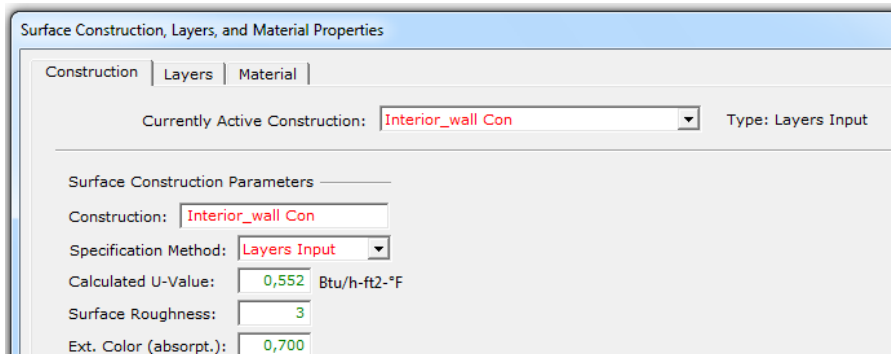 Surface Construction, Layers, and Material Properties
Construction Layers Material
Currently Active Construction: Interior_wall Con Type: Layers Input
Surface Construction Parameters
Construction: Interior_wall Con
Specification Method: Layers Input
Calculated U-Value: 0,552 Btu/h-ft2-°F
Surface Roughness: 3
Ext. Color (absorpt.): 0,700